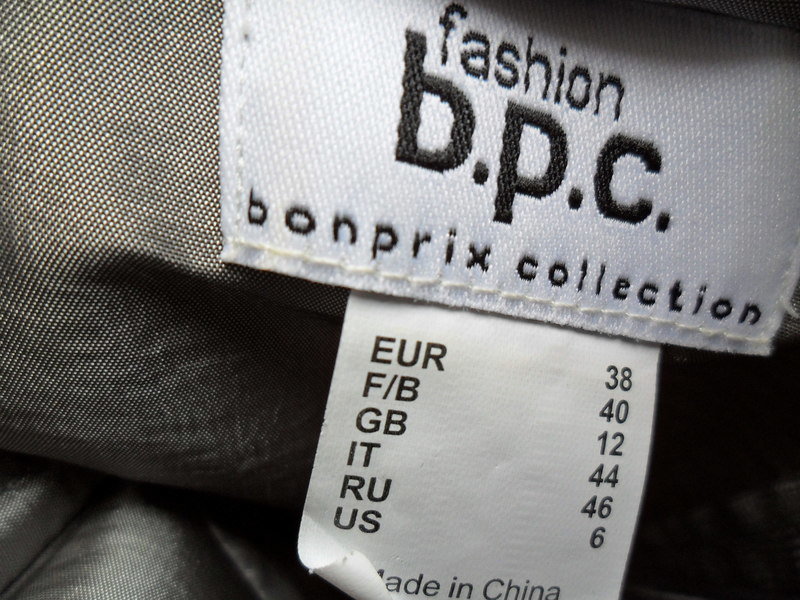 fashion
b.p.c.
bonprix collection
EUR 38
F/B 40
GB 12
IT 44
RU 46
US 6
Made in China